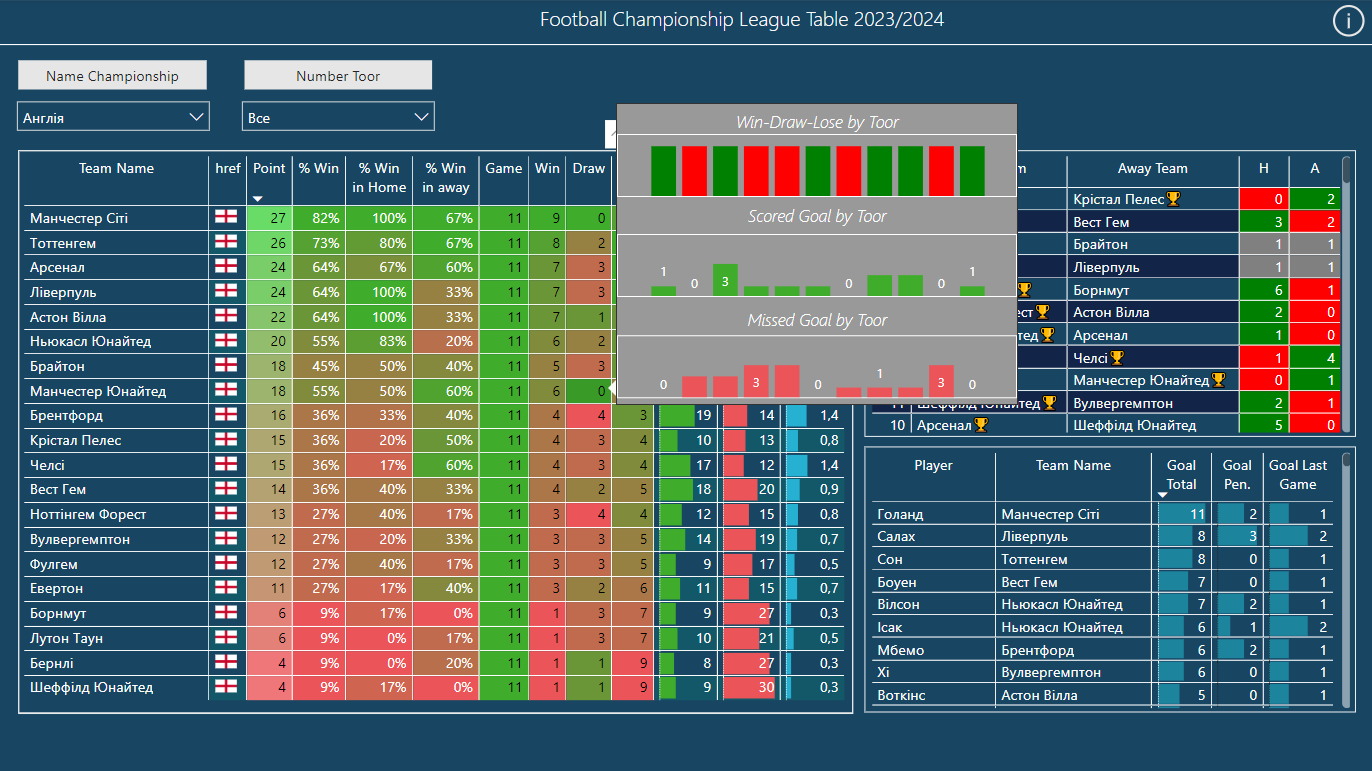 Football Championship League Table 2023/2024
i
Name Championship
Number Toor
Англія
Все
Team Name href Point % Win % Win in Home % Win in away Game Win Draw
Манчестер Сіті 27 82% 100% 67% 11 9 0
Тоттенгем 26 73% 80% 67% 11 8 2
Арсенал 24 64% 67% 60% 11 7 3
Ліверпуль 24 64% 100% 33% 11 7 3
Астон Вілла 22 64% 100% 33% 11 7 1
Ньюкасл Юнайтед 20 55% 83% 20% 11 6 2
Брайтон 18 45% 50% 40% 11 5 3
Манчестер Юнайтед 18 55% 50% 60% 11 6 0
Брентфорд 16 36% 33% 40% 11 4 4 3 19 14 1,4
Крістал Пелес 15 36% 20% 50% 11 4 3 4 10 13 0,8
Челсі 15 36% 17% 60% 11 4 3 4 17 12 1,4
Вест Гем 14 36% 40% 33% 11 4 2 5 18 20 0,9
Ноттінгем Форест 13 27% 40% 17% 11 3 4 4 12 15 0,8
Вулвергемптон 12 27% 20% 33% 11 3 3 5 14 19 0,7
Фулгем 12 27% 40% 17% 11 3 3 5 9 17 0,5
Евертон 11 27% 17% 40% 11 3 2 6 11 15 0,7
Борнмут 6 9% 17% 0% 11 1 3 7 9 27 0,3
Лутон Таун 6 9% 0% 17% 11 1 3 7 10 21 0,5
Бернлі 4 9% 0% 20% 11 1 1 9 8 27 0,3
Шеффілд Юнайтед 4 9% 17% 0% 11 1 1 9 9 30 0,3
Win-Draw-Lose by Toor
Scored Goal by Toor
1 0 3 0 0 1
Missed Goal by Toor
0 3 0 1 3 0
Away Team H A
Крістал Пелес 0 2
Вест Гем 3 2
Брайтон 1 1
Ліверпуль 1 1
Борнмут 6 1
Астон Вілла 2 0
Арсенал 1 0
Челсі 1 4
Манчестер Юнайтед 0 1
Вулвергемптон 2 1
10 Арсенал Шеффілд Юнайтед 5 0
Player Team Name Goal Total Goal Pen. Goal Last Game
Голанд Манчестер Сіті 11 2 1
Салах Ліверпуль 8 3 2
Сон Тоттенгем 8 0 1
Боуен Вест Гем 7 0 1
Вілсон Ньюкасл Юнайтед 7 2 1
Ісак Ньюкасл Юнайтед 6 1 2
Мбемо Брентфорд 6 2 1
Хі Вулвергемптон 6 0 1
Воткінс Астон Вілла 5 0 1